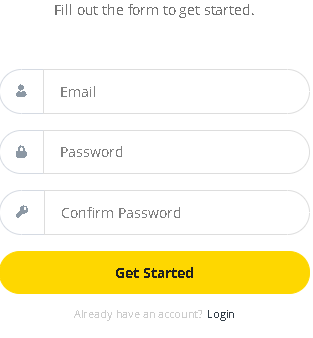 Fill out the form to get started.
Email
Password
Confirm Password
Get Started
Already have an account? Login